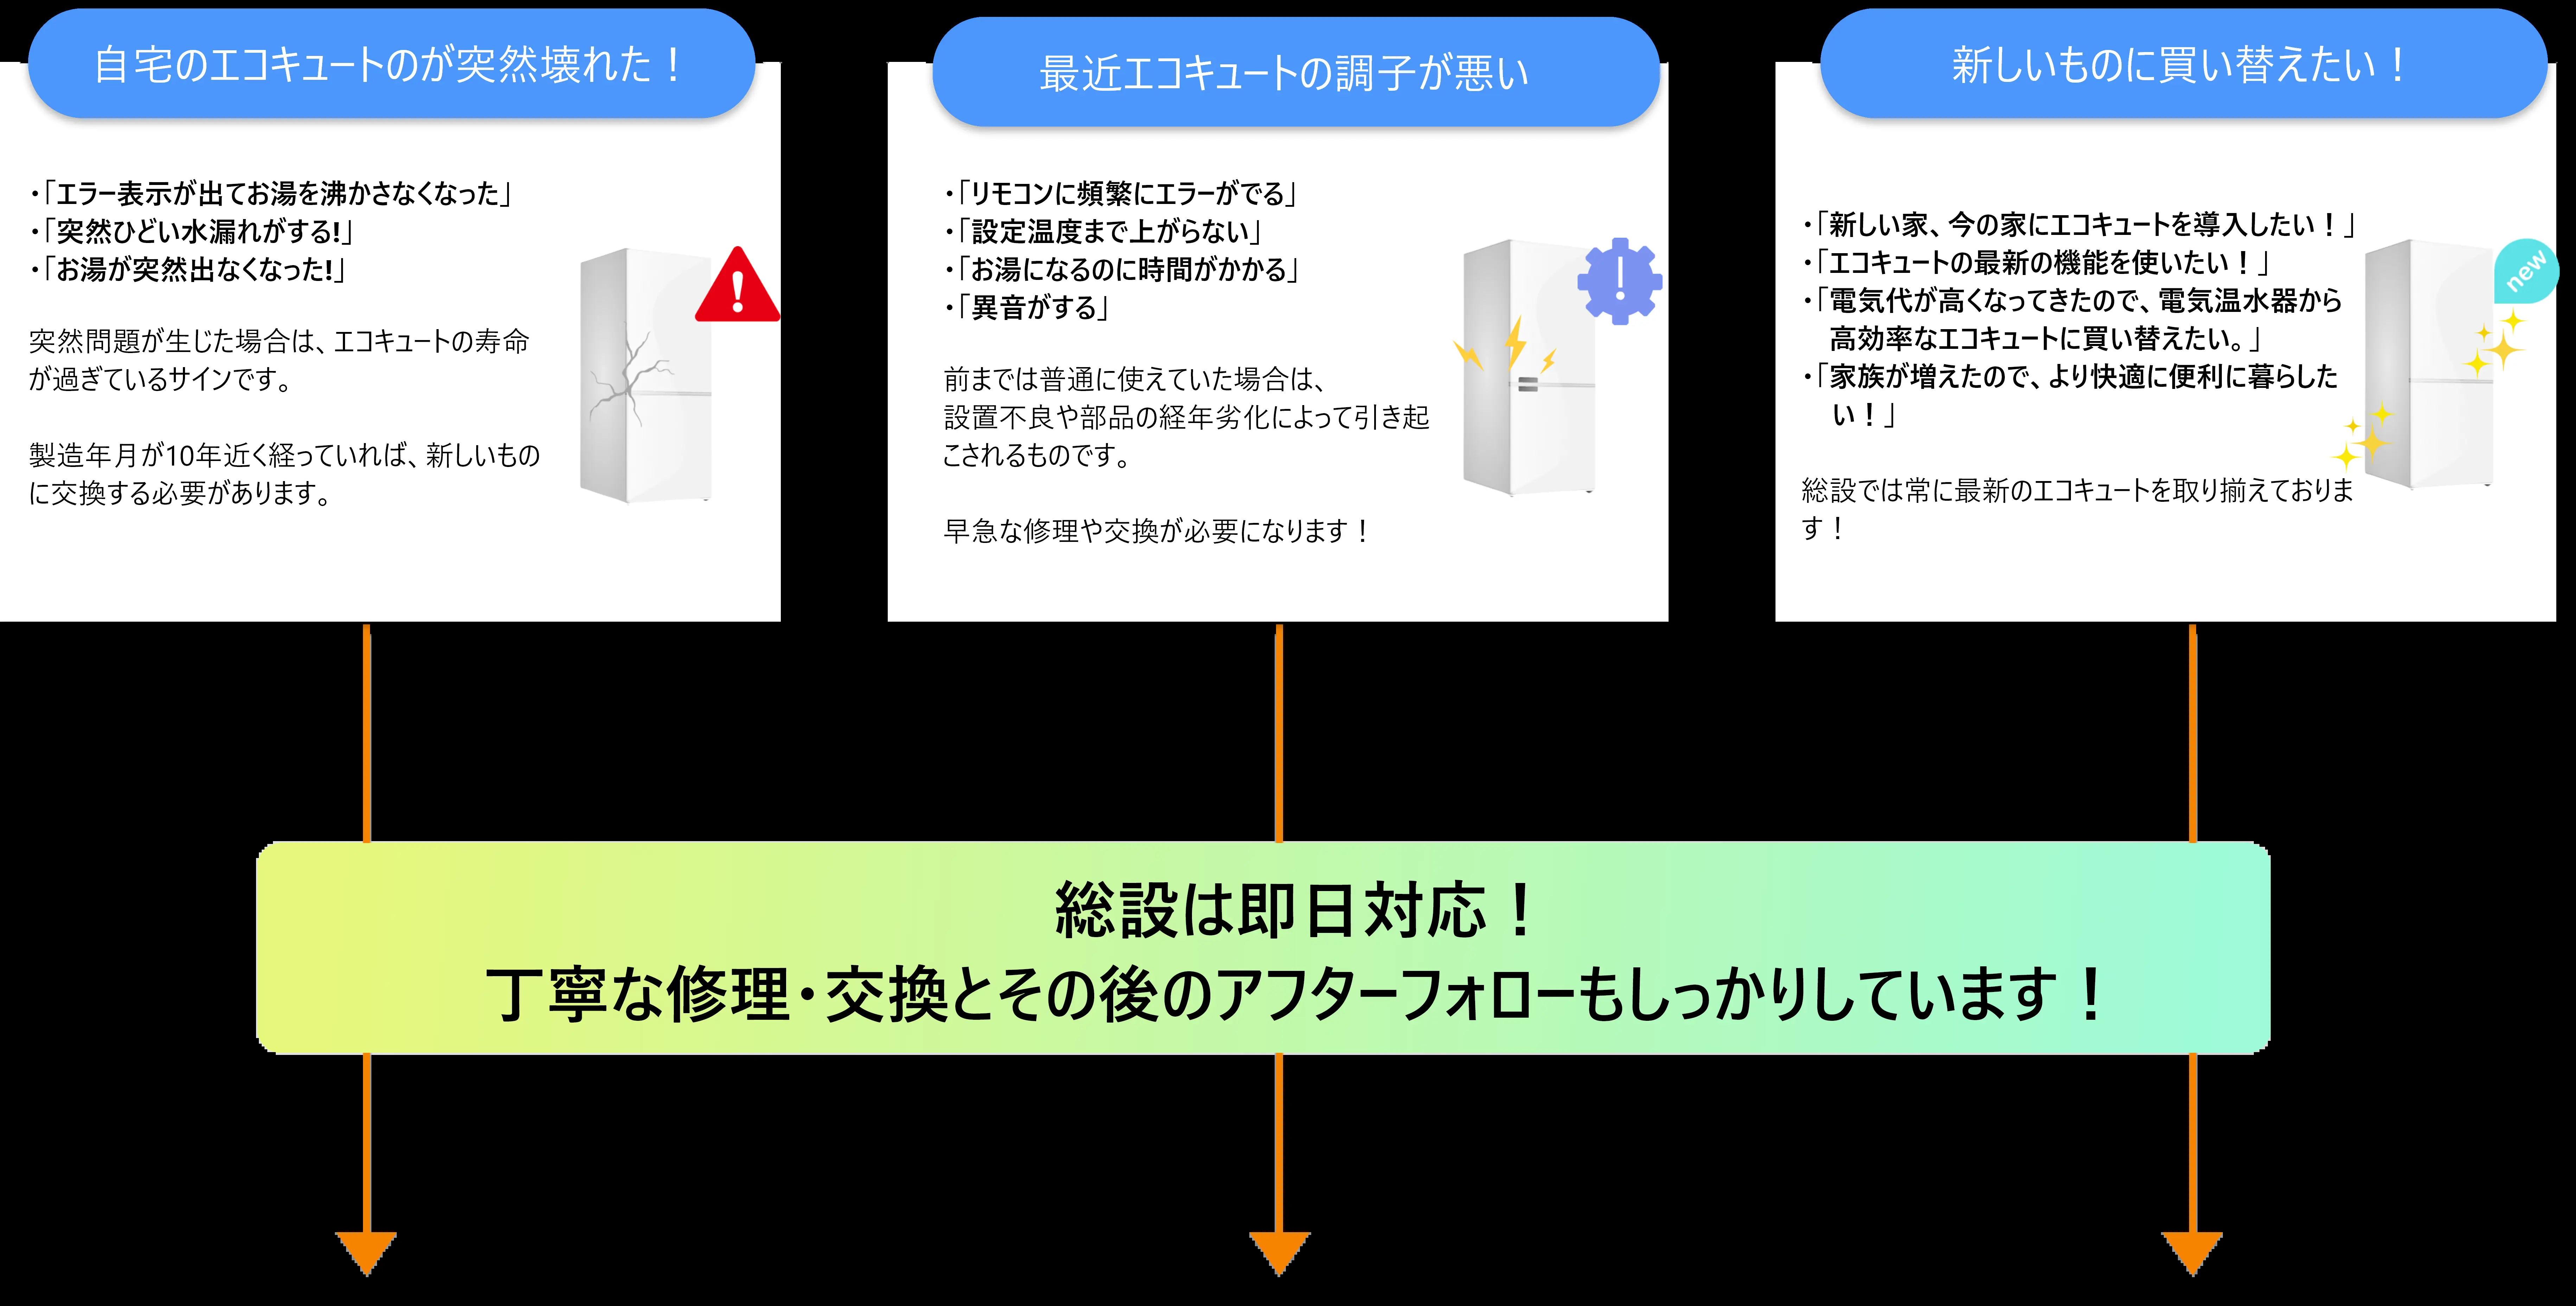 自宅のエコキュートのが突然壊れた！
・「エラー表示が出てお湯を沸かさなくなった」
・「突然ひどい水漏れがする!」
・「お湯が突然出なくなった!」
突然問題が生じた場合は、エコキュートの寿命
が過ぎているサインです。
製造年月が10年近く経っていれば、新しいもの
に交換する必要があります。
最近エコキュートの調子が悪い
・「リモコンに頻繁にエラーがでる」
・「設定温度まで上がらない」
・「お湯になるのに時間がかかる」
・「異音がする」
前までは普通に使えていた場合は、
設置不良や部品の経年劣化によって引き起
こされるものです。
早急な修理や交換が必要になります！
新しいものに買い替えたい！
・「新しい家、今の家にエコキュートを導入したい！」
・「エコキュートの最新の機能を使いたい！」
・「電気代が高くなってきたので、電気温水器から
高効率なエコキュートに買い替えたい。」
・「家族が増えたので、より快適に便利に暮らした
い！」
new
総設では常に最新のエコキュートを取り揃えておりま
す！
総設は即日対応！
丁寧な修理・交換とその後のアフターフォローもしっかりしています！